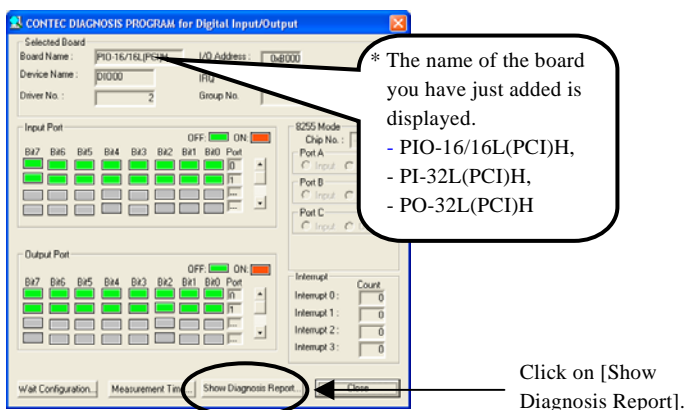 CONTEC DIAGNOSIS PROGRAM for Digital Input/Output
Selected Board
Board Name : PIO-16/16L(PCI)H I/O Address : 0xB000
Device Name : DIO00 IRQ
Driver No. : 2 Group No.
* The name of the board
you have just added is
displayed.
- PIO-16/16L(PCI)H,
- PI-32L(PCI)H,
- PO-32L(PCI)H
Input Port
OFF: ON:
Bit7 Bit6 Bit5 Bit4 Bit3 Bit2 Bit1 Bit0 Port
0
1
---
---
8255 Mode
Chip No. :
Port A
Input
Port B
Input
Port C
Input
Output Port
OFF: ON:
Bit7 Bit6 Bit5 Bit4 Bit3 Bit2 Bit1 Bit0 Port
0
1
---
---
Interrupt
Count
Interrupt 0 : 0
Interrupt 1 : 0
Interrupt 2 : 0
Interrupt 3 : 0
Wait Configuration... Measurement Time... Show Diagnosis Report... Close
Click on [Show
Diagnosis Report].